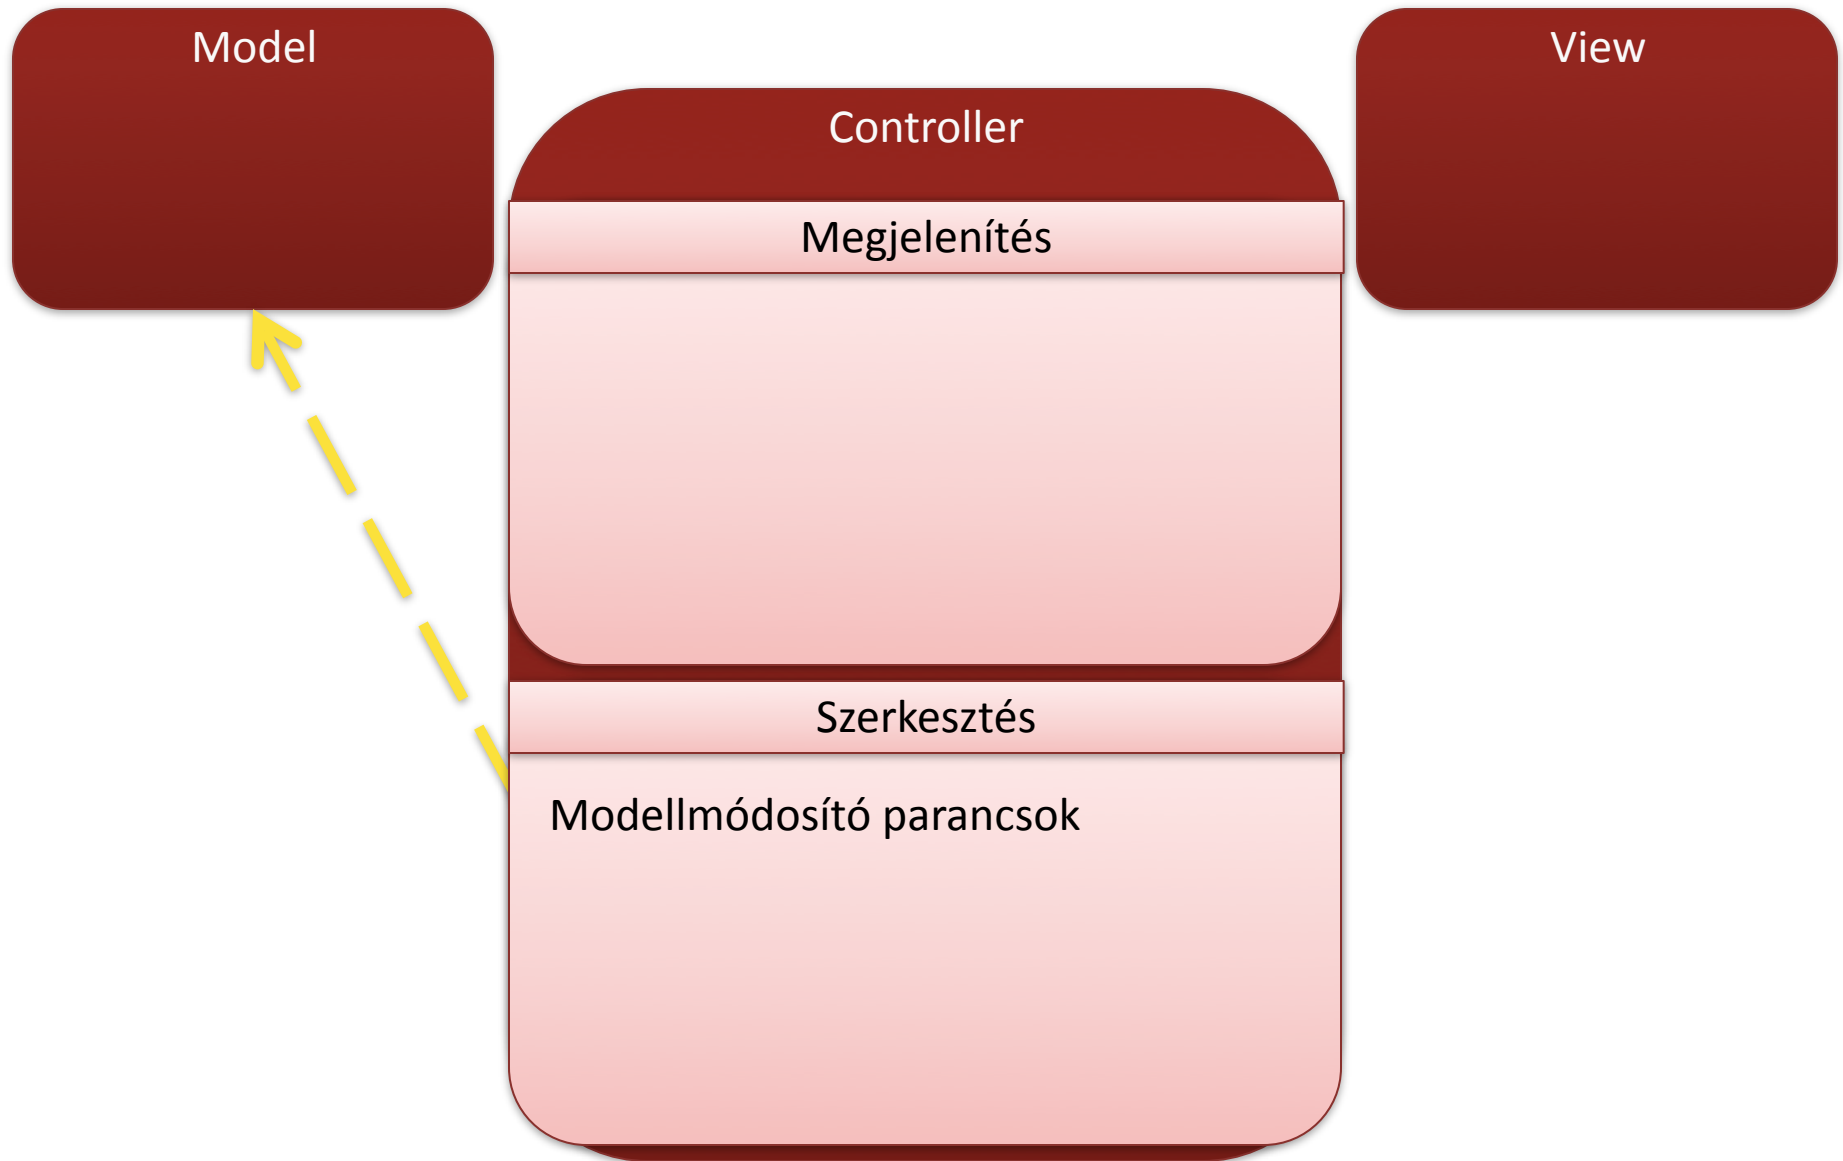 Model
View
Controller
Megjelenítés
Szerkesztés
Modellmódosító parancsok